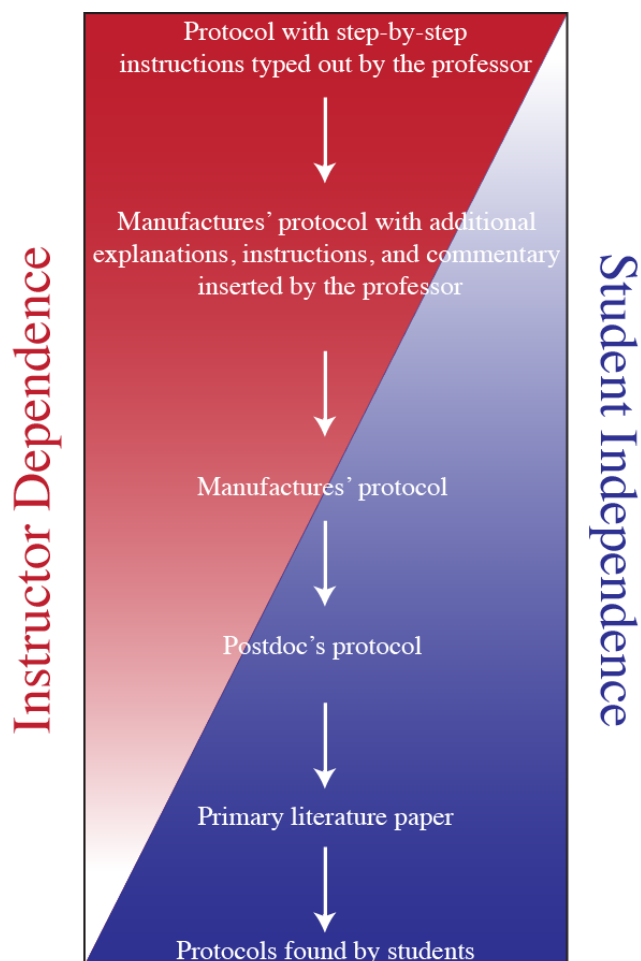 Protocol with step-by-step
instructions typed out by the professor
Manufactures’ protocol with additional
explanations, instructions, and commentary
inserted by the professor
Manufactures’ protocol
Postdoc’s protocol
Primary literature paper
Protocols found by students
Instructor Dependence
Student Independence